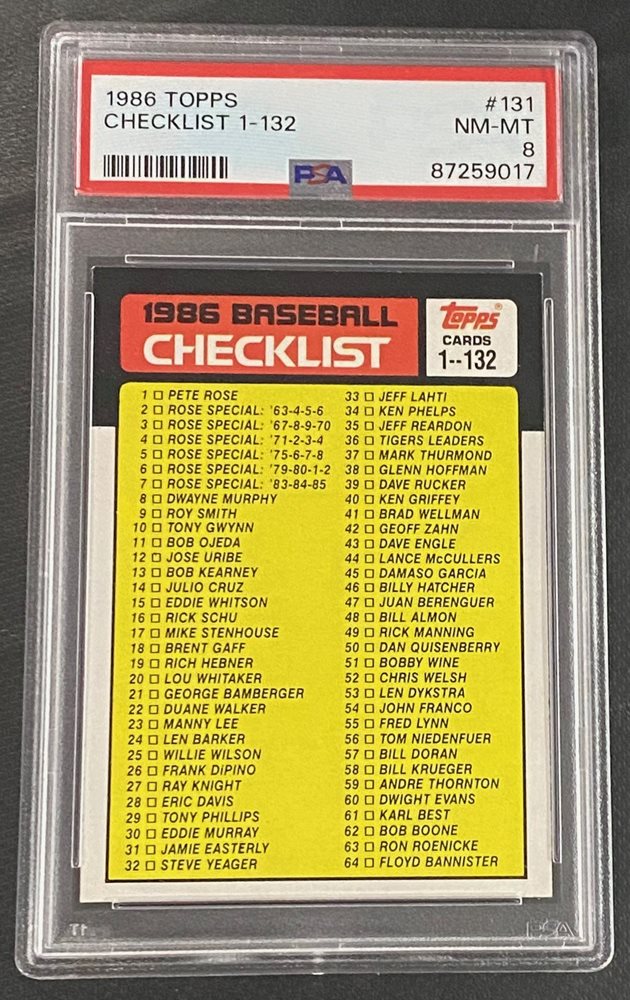 1986 TOPPS #131
CHECKLIST 1-132 NM-MT
8
PSA 87259017
1986 BASEBALL
CHECKLIST
TOPPS®
CARDS
1--132
1 □ PETE ROSE
2 □ ROSE SPECIAL: '63-4-5-6
3 □ ROSE SPECIAL: '67-8-9-70
4 □ ROSE SPECIAL: '71-2-3-4
5 □ ROSE SPECIAL: '75-6-7-8
6 □ ROSE SPECIAL: '79-80-1-2
7 □ ROSE SPECIAL: '83-84-85
8 □ DWAYNE MURPHY
9 □ ROY SMITH
10 □ TONY GWYNN
11 □ BOB OJEDA
12 □ JOSE URIBE
13 □ BOB KEARNEY
14 □ JULIO CRUZ
15 □ EDDIE WHITSON
16 □ RICK SCHU
17 □ MIKE STENHOUSE
18 □ BRENT GAFF
19 □ RICH HEBNER
20 □ LOU WHITAKER
21 □ GEORGE BAMBERGER
22 □ DUANE WALKER
23 □ MANNY LEE
24 □ LEN BARKER
25 □ WILLIE WILSON
26 □ FRANK DiPINO
27 □ RAY KNIGHT
28 □ ERIC DAVIS
29 □ TONY PHILLIPS
30 □ EDDIE MURRAY
31 □ JAMIE EASTERLY
32 □ STEVE YEAGER
33 □ JEFF LAHTI
34 □ KEN PHELPS
35 □ JEFF REARDON
36 □ TIGERS LEADERS
37 □ MARK THURMOND
38 □ GLENN HOFFMAN
39 □ DAVE RUCKER
40 □ KEN GRIFFEY
41 □ BRAD WELLMAN
42 □ GEOFF ZAHN
43 □ DAVE ENGLE
44 □ LANCE McCULLERS
45 □ DAMASO GARCIA
46 □ BILLY HATCHER
47 □ JUAN BERENGUER
48 □ BILL ALMON
49 □ RICK MANNING
50 □ DAN QUISENBERRY
51 □ BOBBY WINE
52 □ CHRIS WELSH
53 □ LEN DYKSTRA
54 □ JOHN FRANCO
55 □ FRED LYNN
56 □ TOM NIEDENFUER
57 □ BILL DORAN
58 □ BILL KRUEGER
59 □ ANDRE THORNTON
60 □ DWIGHT EVANS
61 □ KARL BEST
62 □ BOB BOONE
63 □ RON ROENICKE
64 □ FLOYD BANNISTER
PSA